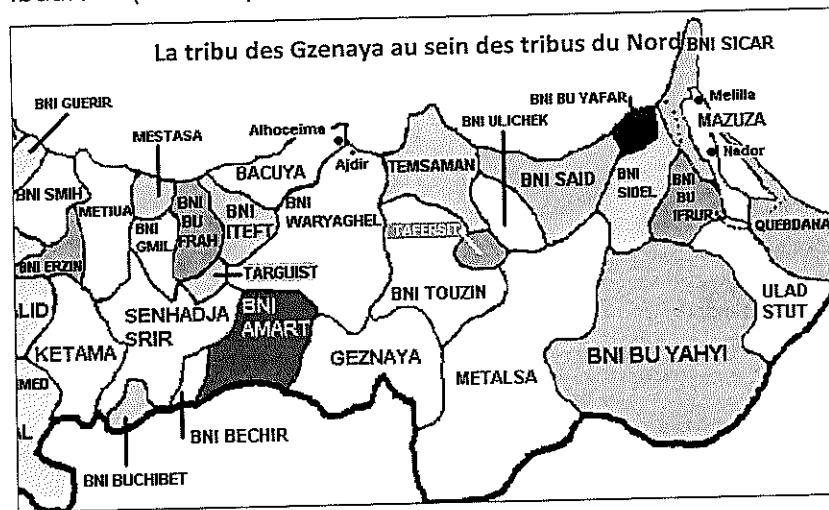 La tribu des Gzenaya au sein des tribus du Nord
BNI SICAR
BNI GUERIR
MESTASA
Alhoceima
Ajdir
BACUYA
BNI BU YAFAR
BNI ULICHEK
Melilla
MAZUZA
Nador
TEMSAMAN
BNI SMIH
METIUA
BNI
GMIL
BNI
BU
FRAH
BNI
ITEFT
BNI
WARYAGHEL
BNI SAID
BNI
SIDEL
BNI
BU
IFRUR
QUEBDANA
TAFERSIT
BNI ERZIN
TARGUIST
BNI TOUZIN
ULAD
STUT
ALID
KETAMA
SENHADJA
SRIR
BNI
AMART
GEZNAYA
METALSA
BNI BU YAHYI
MED
AL
BNI BECHIR
BNI BUCHIBET